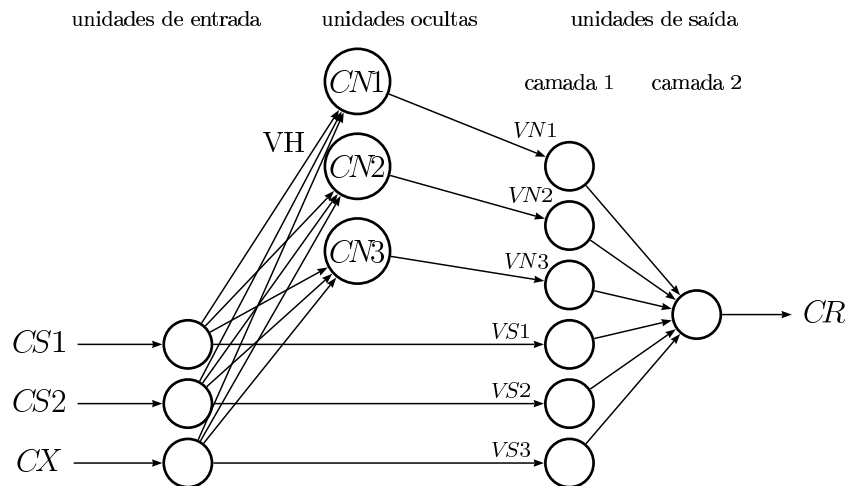 unidades de entrada
unidades ocultas
unidades de saída
camada 1
camada 2
CN1
CN2
CN3
VH
VN1
VN2
VN3
VS1
VS2
VS3
CS1
CS2
CX
CR